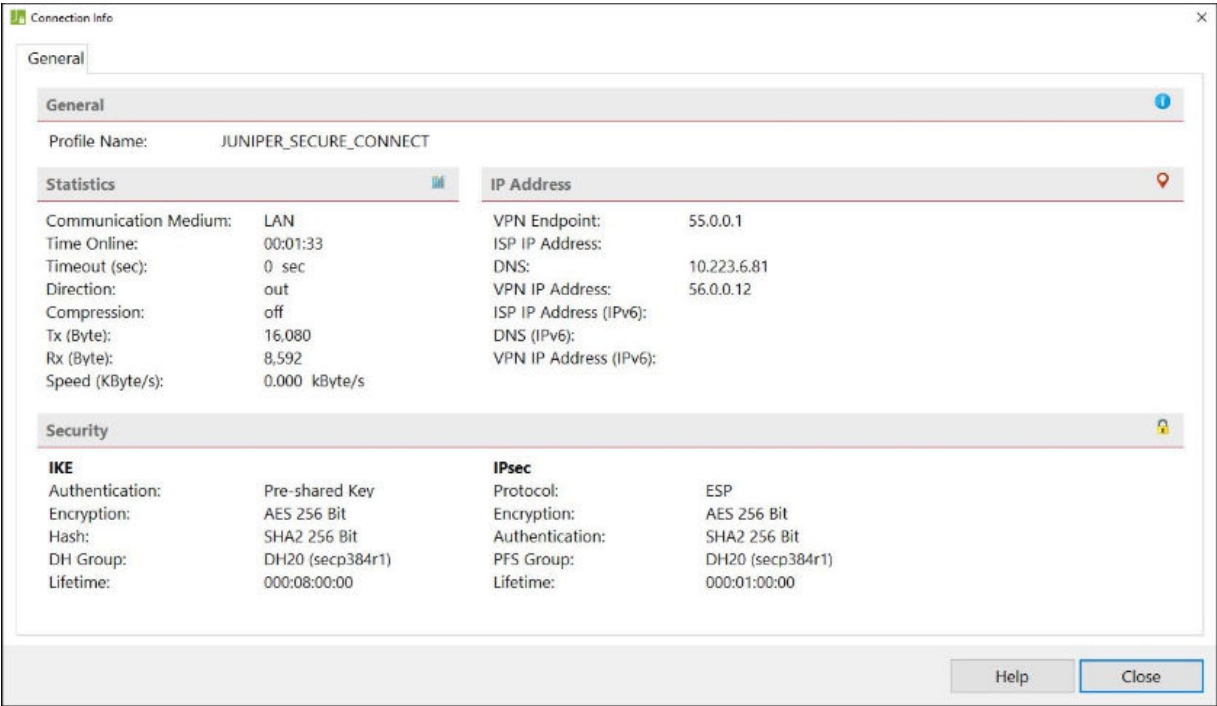 Connection Info
General
General
Profile Name: JUNIPER_SECURE_CONNECT
Statistics
Communication Medium: LAN
Time Online: 00:01:33
Timeout (sec): 0 sec
Direction: out
Compression: off
Tx (Byte): 16,080
Rx (Byte): 8,592
Speed (KByte/s): 0.000 kByte/s
IP Address
VPN Endpoint: 55.0.0.1
ISP IP Address:
DNS: 10.223.6.81
VPN IP Address: 56.0.0.12
ISP IP Address (IPv6):
DNS (IPv6):
VPN IP Address (IPv6):
Security
IKE
Authentication: Pre-shared Key
Encryption: AES 256 Bit
Hash: SHA2 256 Bit
DH Group: DH20 (secp384r1)
Lifetime: 000:08:00:00
IPsec
Protocol: ESP
Encryption: AES 256 Bit
Authentication: SHA2 256 Bit
PFS Group: DH20 (secp384r1)
Lifetime: 000:01:00:00
Help
Close